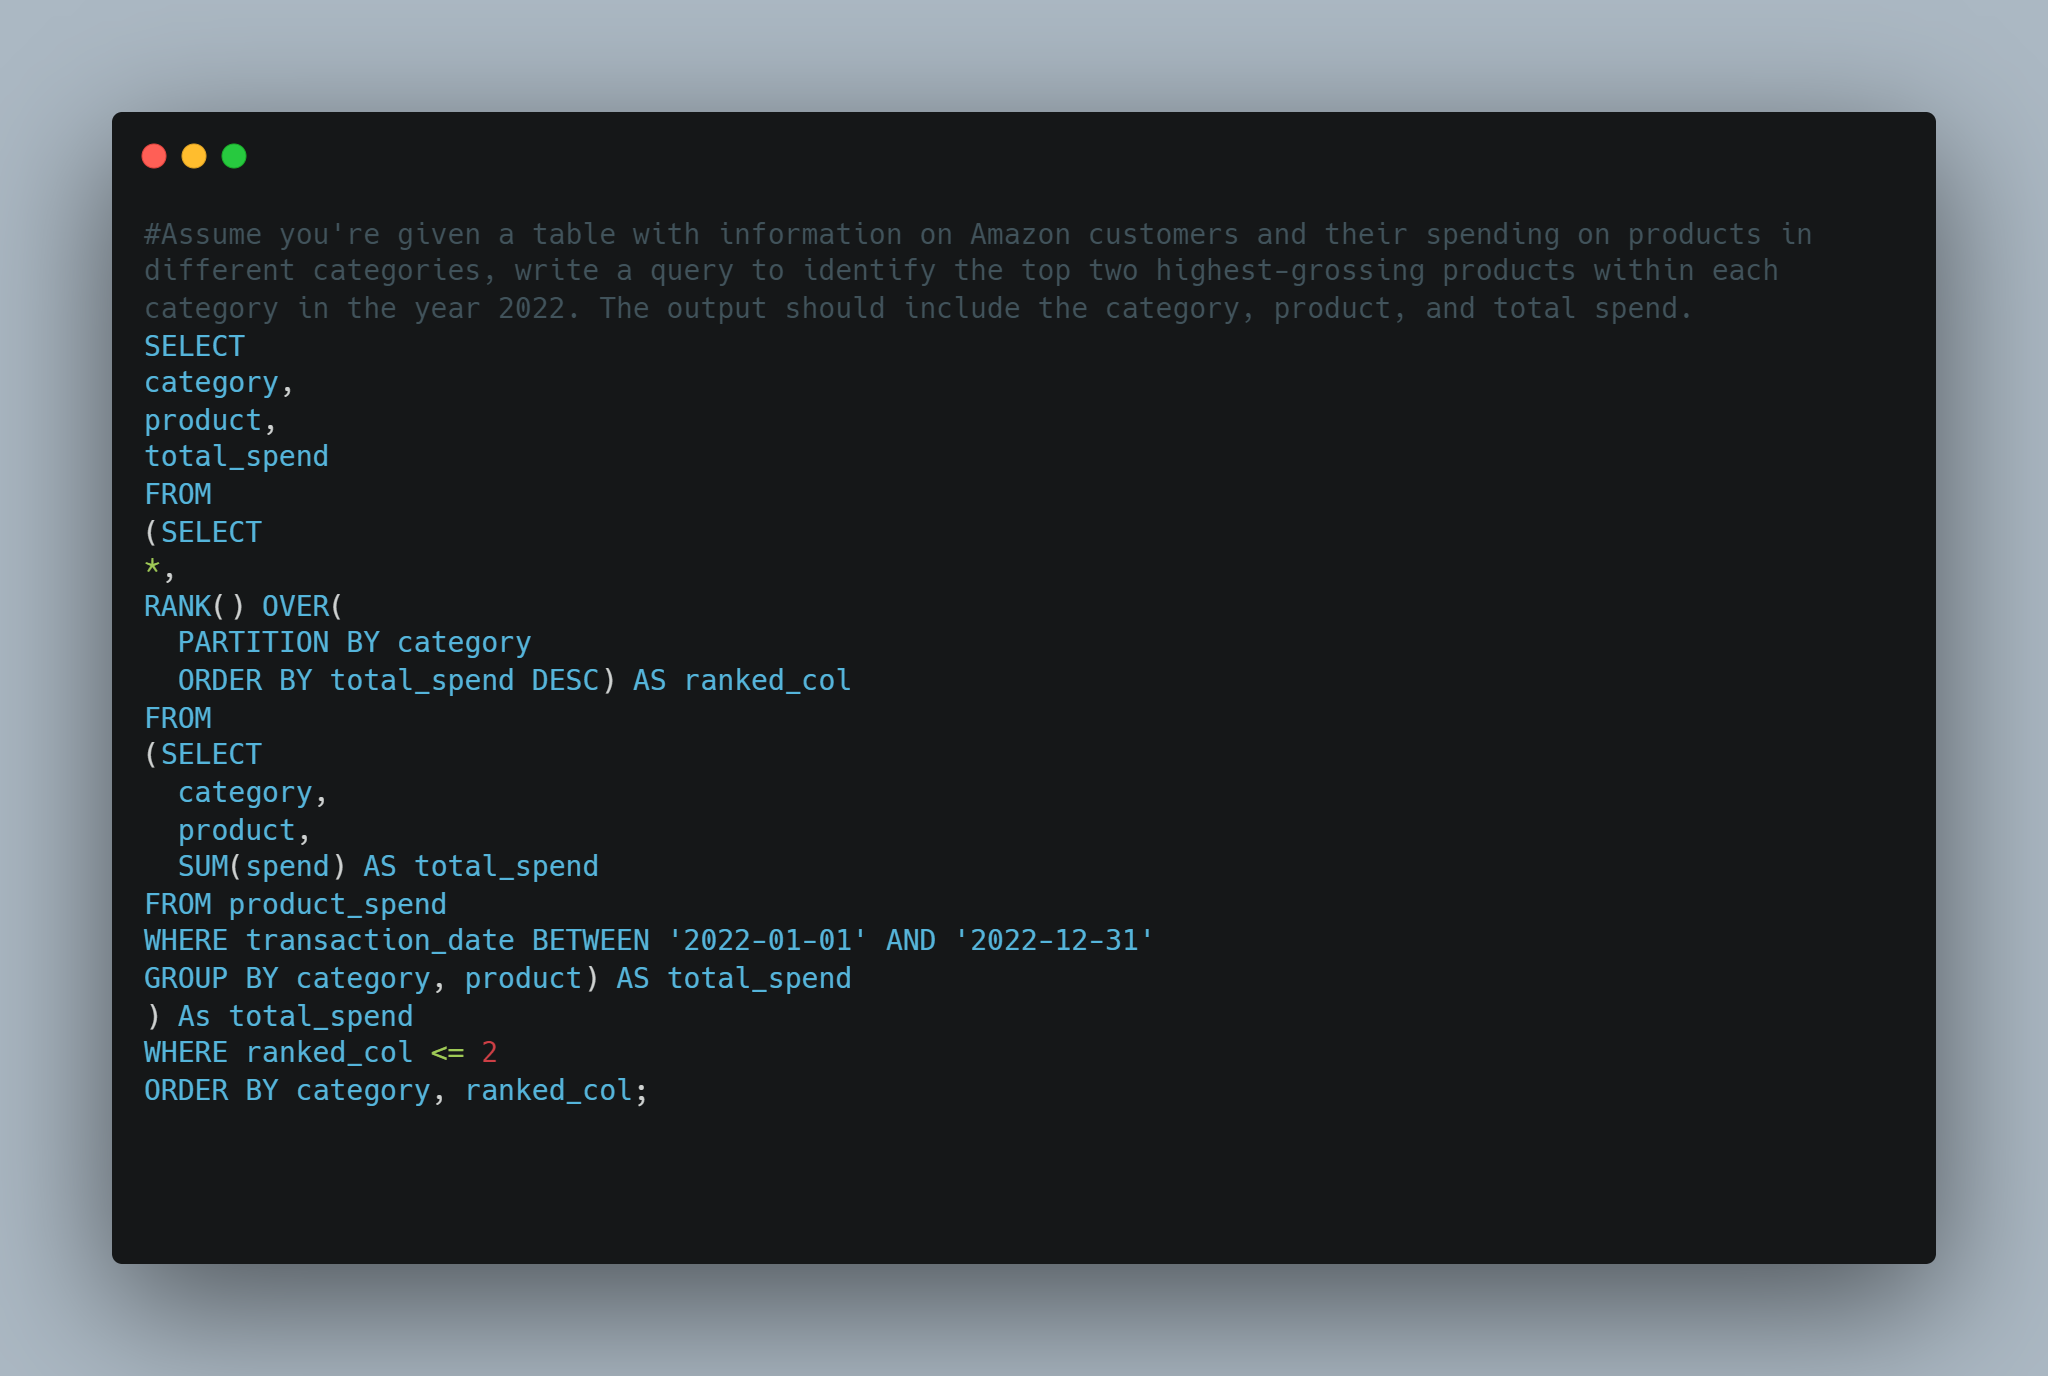 #Assume you're given a table with information on Amazon customers and their spending on products in
different categories, write a query to identify the top two highest-grossing products within each
category in the year 2022. The output should include the category, product, and total spend.
SELECT
category,
product,
total_spend
FROM
(SELECT
*,
RANK() OVER(
  PARTITION BY category
  ORDER BY total_spend DESC) AS ranked_col
FROM
(SELECT
  category,
  product,
  SUM(spend) AS total_spend
FROM product_spend
WHERE transaction_date BETWEEN '2022-01-01' AND '2022-12-31'
GROUP BY category, product) AS total_spend
) As total_spend
WHERE ranked_col <= 2
ORDER BY category, ranked_col;